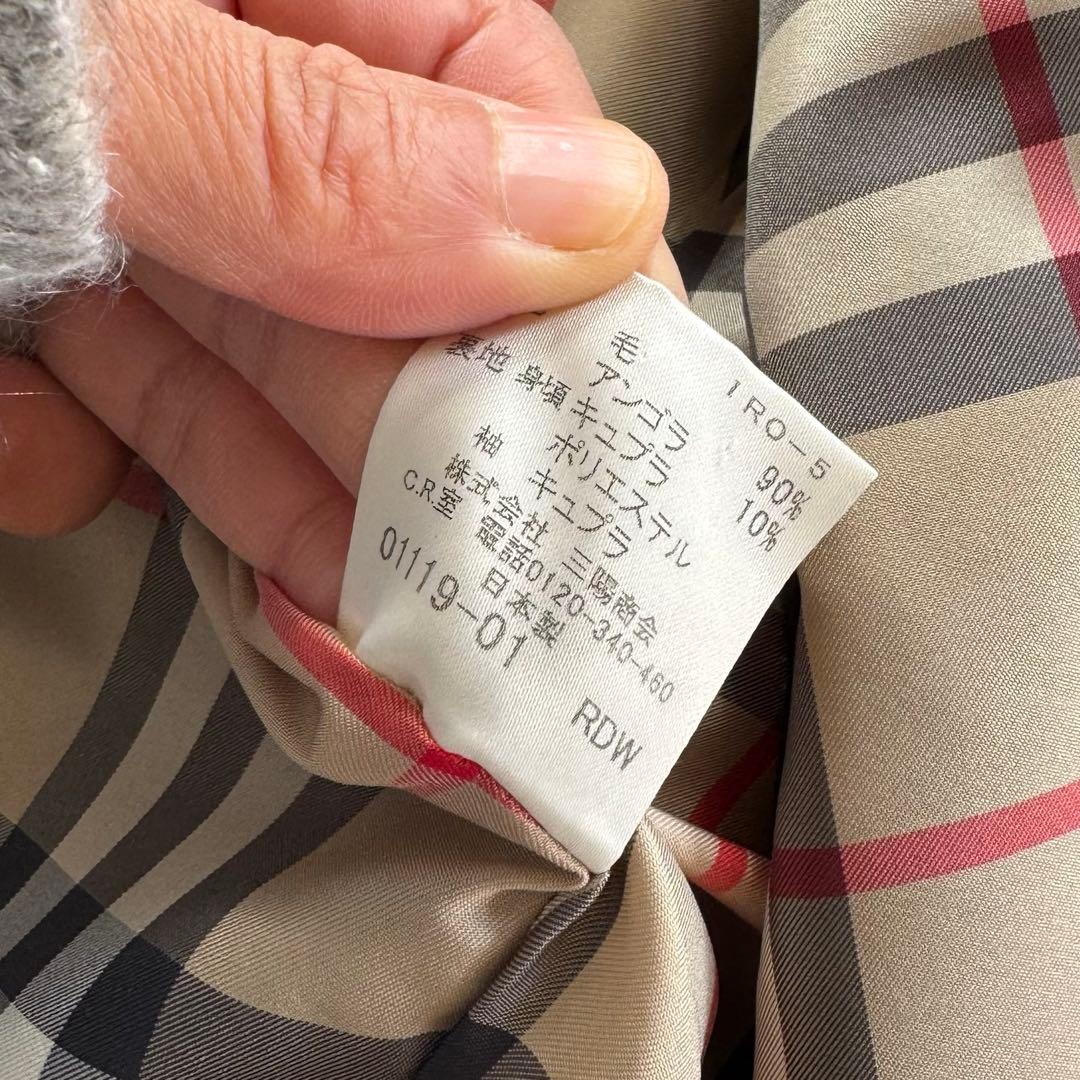 1RO-5
毛 90%
アンゴラ 10%
裏地 身頃 キュプラ
ポリエステル
袖 キュプラ
株式会社 三陽商会
C.R.室 電話0120-340-460
日本製
01119-01 RDW